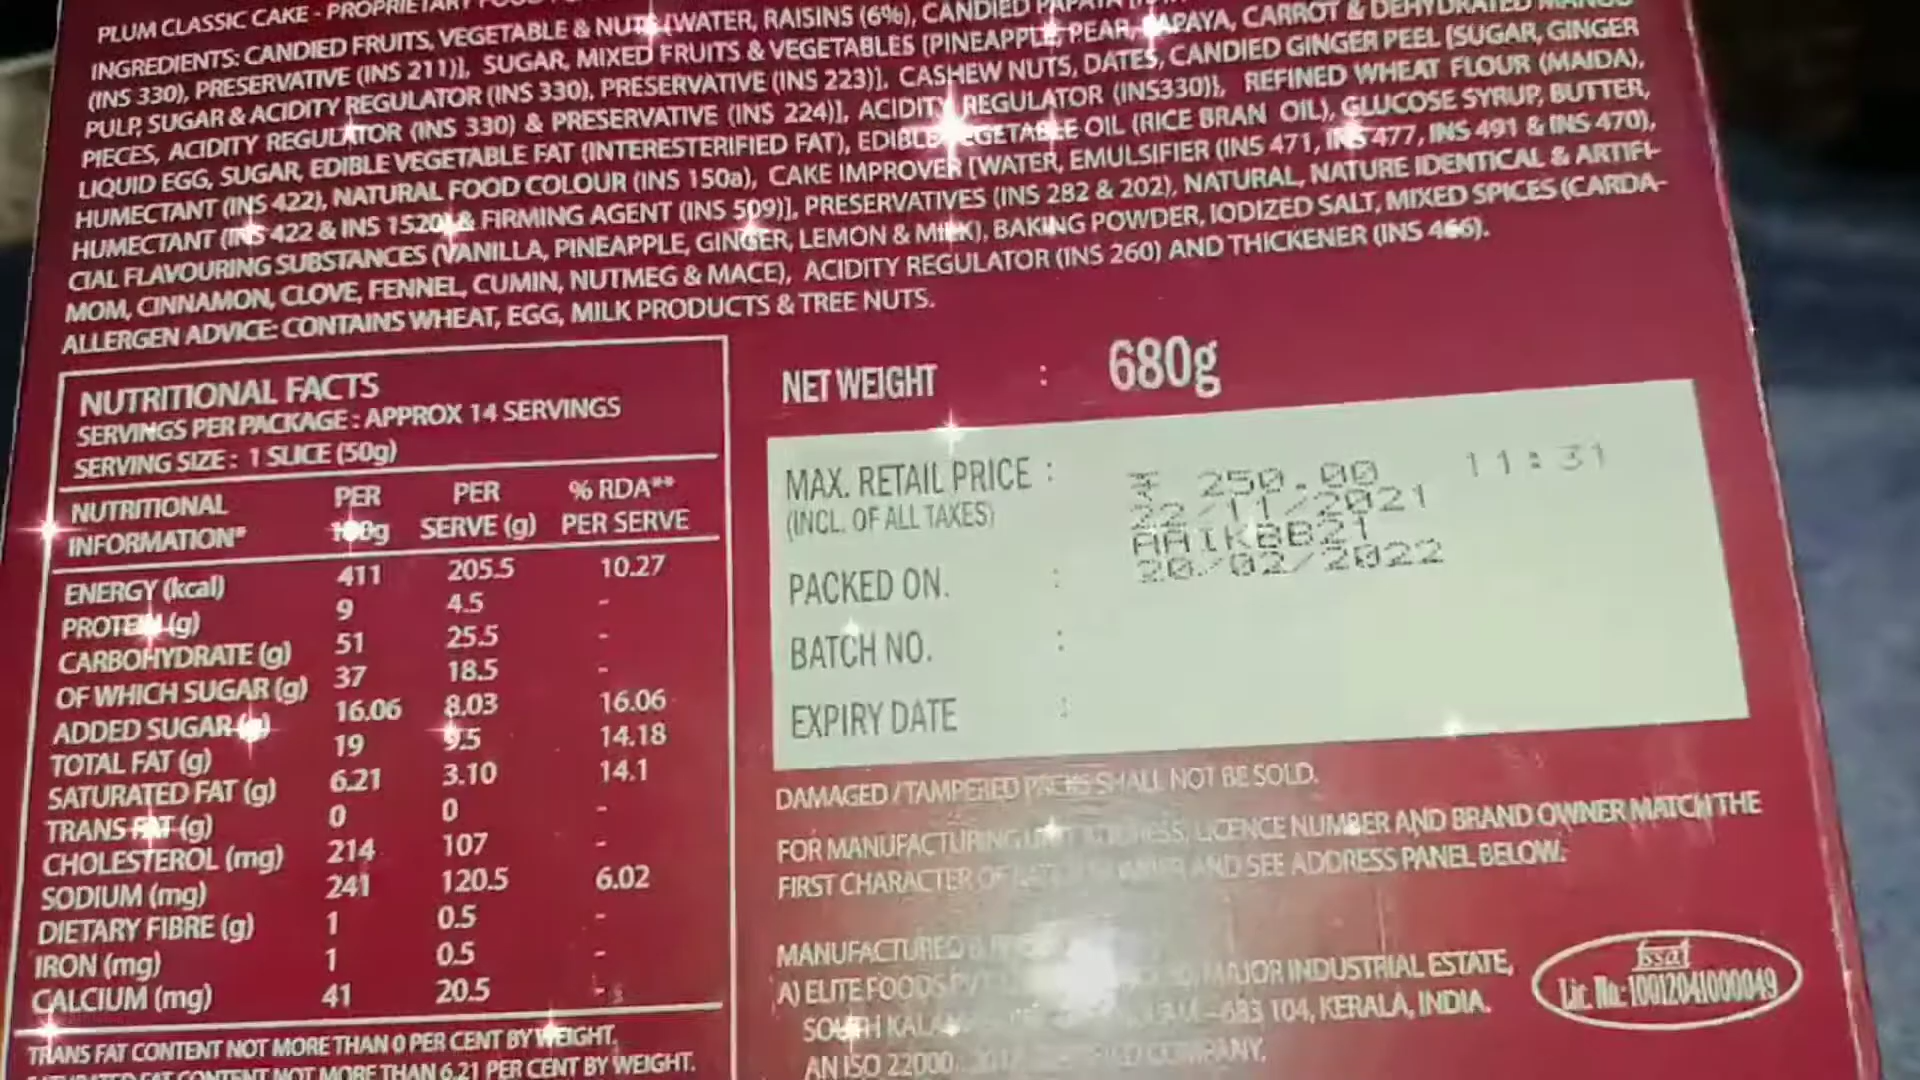 PLUM CLASSIC CAKE - PROPRIETARY
INGREDIENTS: CANDIED FRUITS, VEGETABLE & NUTS {WATER, RAISINS (6%), CANDIED PAPAYA
(INS 330), PRESERVATIVE (INS 211)], SUGAR, MIXED FRUITS & VEGETABLES [PINEAPPLE, PEAR, PAPAYA, CARROT & DEHYDRATED MANGO
PULP, SUGAR & ACIDITY REGULATOR (INS 330), PRESERVATIVE (INS 223)], CASHEW NUTS, DATES, CANDIED GINGER PEEL [SUGAR, GINGER
PIECES, ACIDITY REGULATOR (INS 330) & PRESERVATIVE (INS 224)], ACIDITY REGULATOR (INS330)}, REFINED WHEAT FLOUR (MAIDA),
LIQUID EGG, SUGAR, EDIBLE VEGETABLE FAT (INTERESTERIFIED FAT), EDIBLE VEGETABLE OIL (RICE BRAN OIL), GLUCOSE SYRUP, BUTTER,
HUMECTANT (INS 422), NATURAL FOOD COLOUR (INS 150a), CAKE IMPROVER [WATER, EMULSIFIER (INS 471, INS 477, INS 491 & INS 470),
HUMECTANT (INS 422 & INS 1520) & FIRMING AGENT (INS 509)], PRESERVATIVES (INS 282 & 202), NATURAL, NATURE IDENTICAL & ARTIFI-
CIAL FLAVOURING SUBSTANCES (VANILLA, PINEAPPLE, GINGER, LEMON & MILK), BAKING POWDER, IODIZED SALT, MIXED SPICES (CARDA-
MOM, CINNAMON, CLOVE, FENNEL, CUMIN, NUTMEG & MACE), ACIDITY REGULATOR (INS 260) AND THICKENER (INS 466).
ALLERGEN ADVICE: CONTAINS WHEAT, EGG, MILK PRODUCTS & TREE NUTS.
NUTRITIONAL FACTS
SERVINGS PER PACKAGE : APPROX 14 SERVINGS
SERVING SIZE : 1 SLICE (50g)
NUTRITIONAL INFORMATION* PER 100g PER SERVE (g) % RDA** PER SERVE
ENERGY (kcal) 411 205.5 10.27
PROTEIN (g) 9 4.5 -
CARBOHYDRATE (g) 51 25.5 -
OF WHICH SUGAR (g) 37 18.5 -
ADDED SUGAR (g) 16.06 8.03 16.06
TOTAL FAT (g) 19 9.5 14.18
SATURATED FAT (g) 6.21 3.10 14.1
TRANS FAT (g) 0 0 -
CHOLESTEROL (mg) 214 107 -
SODIUM (mg) 241 120.5 6.02
DIETARY FIBRE (g) 1 0.5 -
IRON (mg) 1 0.5 -
CALCIUM (mg) 41 20.5 -
TRANS FAT CONTENT NOT MORE THAN 0 PER CENT BY WEIGHT.
SATURATED FAT CONTENT NOT MORE THAN 6.21 PER CENT BY WEIGHT.
NET WEIGHT : 680g
MAX. RETAIL PRICE : ₹ 250.00 11:31
(INCL. OF ALL TAXES) 22/11/2021
AAIKBB21
PACKED ON. : 20/02/2022
BATCH NO. :
EXPIRY DATE :
DAMAGED / TAMPERED PACKS SHALL NOT BE SOLD.
FOR MANUFACTURING UNIT ADDRESS, LICENCE NUMBER AND BRAND OWNER MATCH THE
FIRST CHARACTER OF BATCH NUMBER AND SEE ADDRESS PANEL BELOW.
MANUFACTURED &
A) ELITE FOODS PVT MAJOR INDUSTRIAL ESTATE,
SOUTH -683 104, KERALA, INDIA.
AN ISO 22000 COMPANY.
fssai
Lic. No: 10012041000049